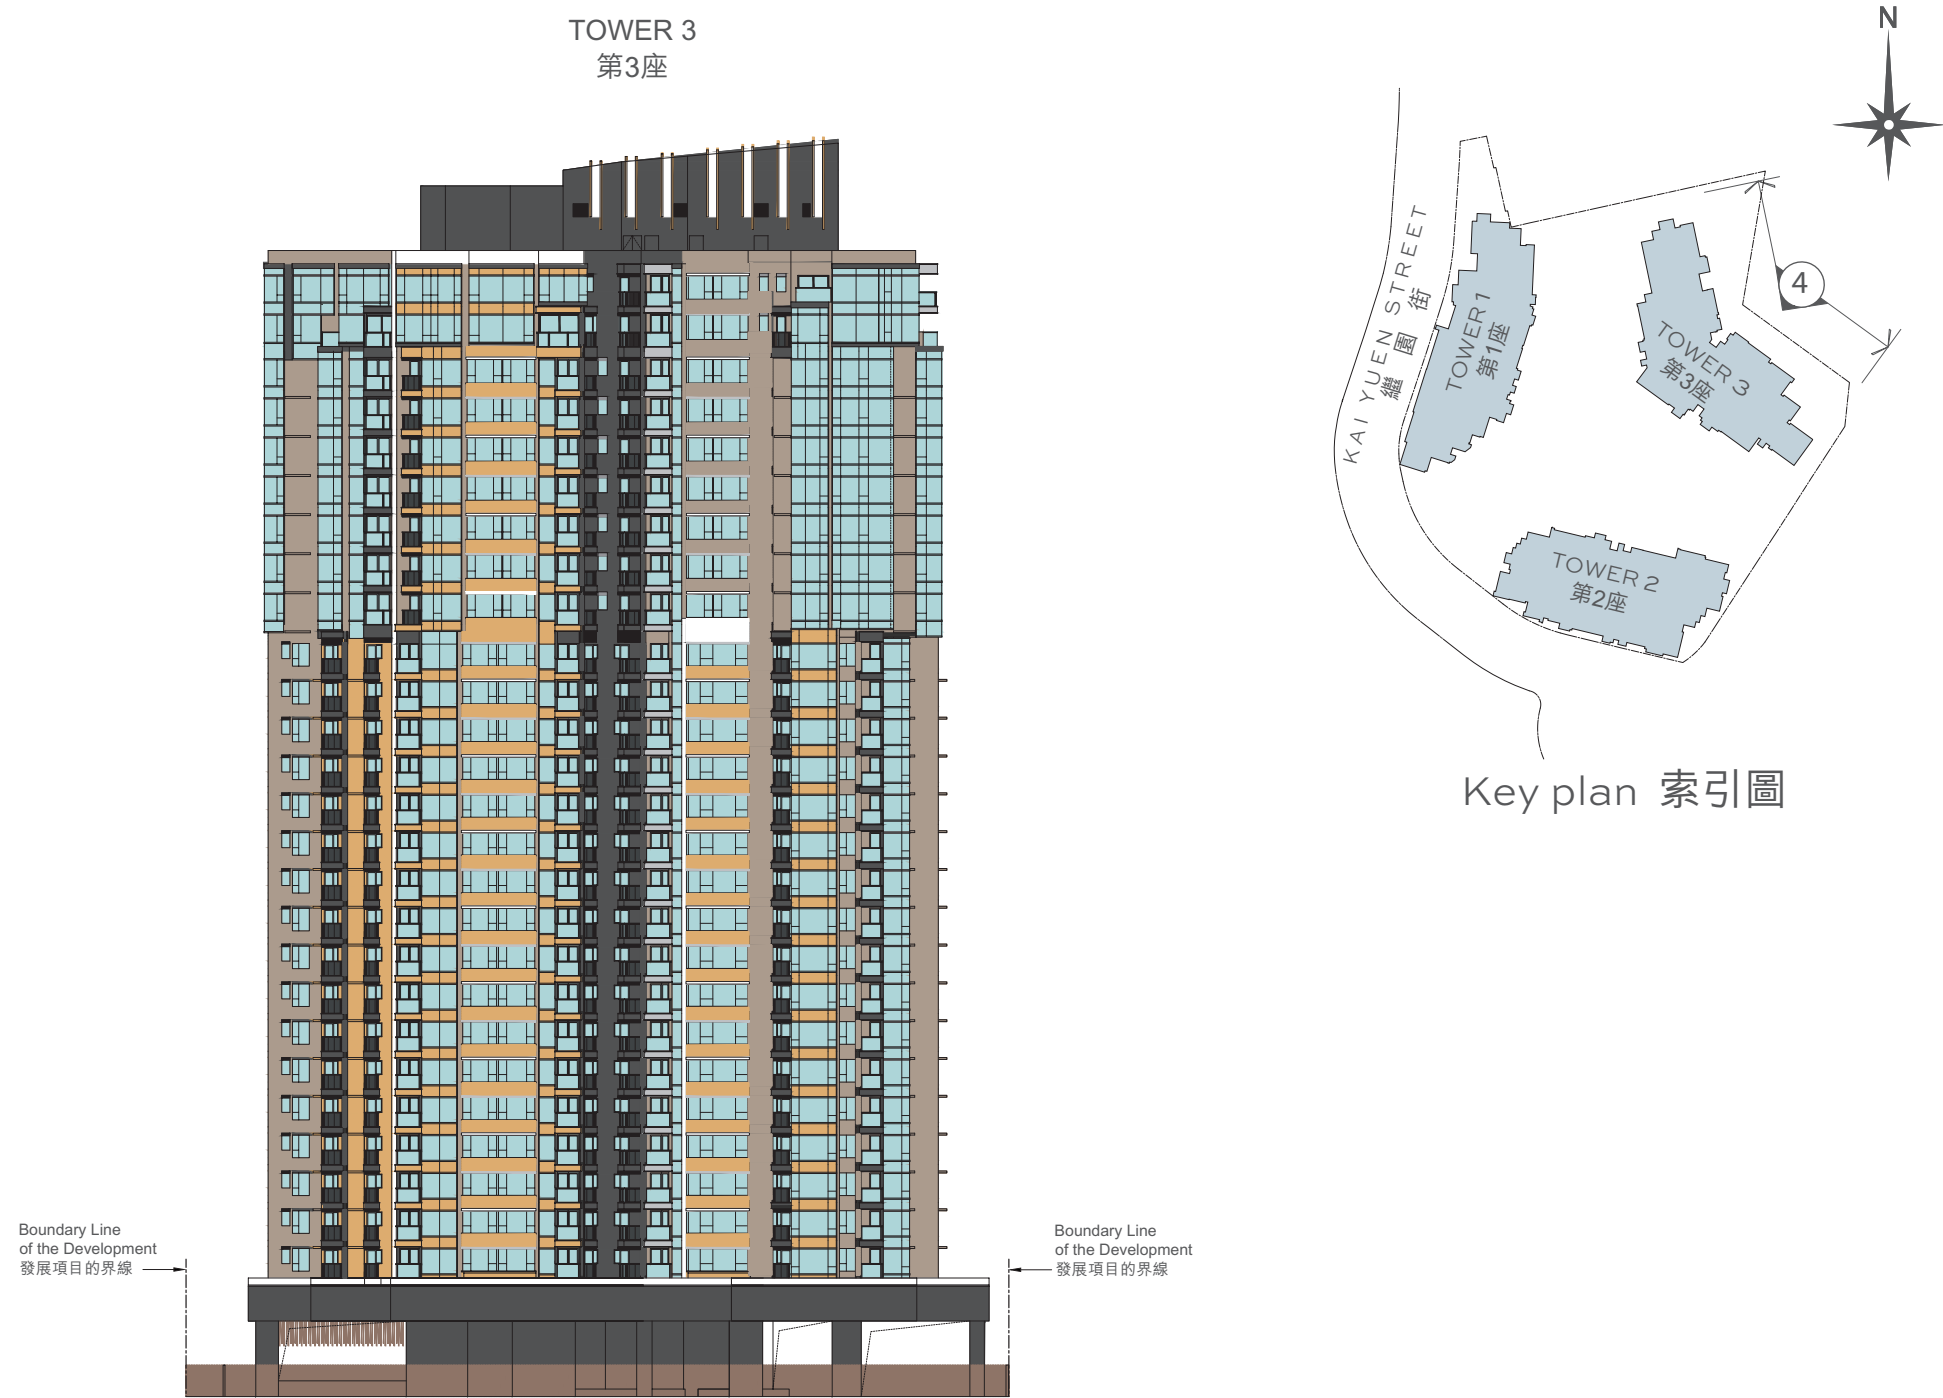 TOWER 3
第3座
N
KAI YUEN STREET
繼園街
TOWER 1
第1座
4
TOWER 3
第3座
TOWER 2
第2座
Key plan 索引圖
Boundary Line
of the Development
發展項目的界線
Boundary Line
of the Development
發展項目的界線